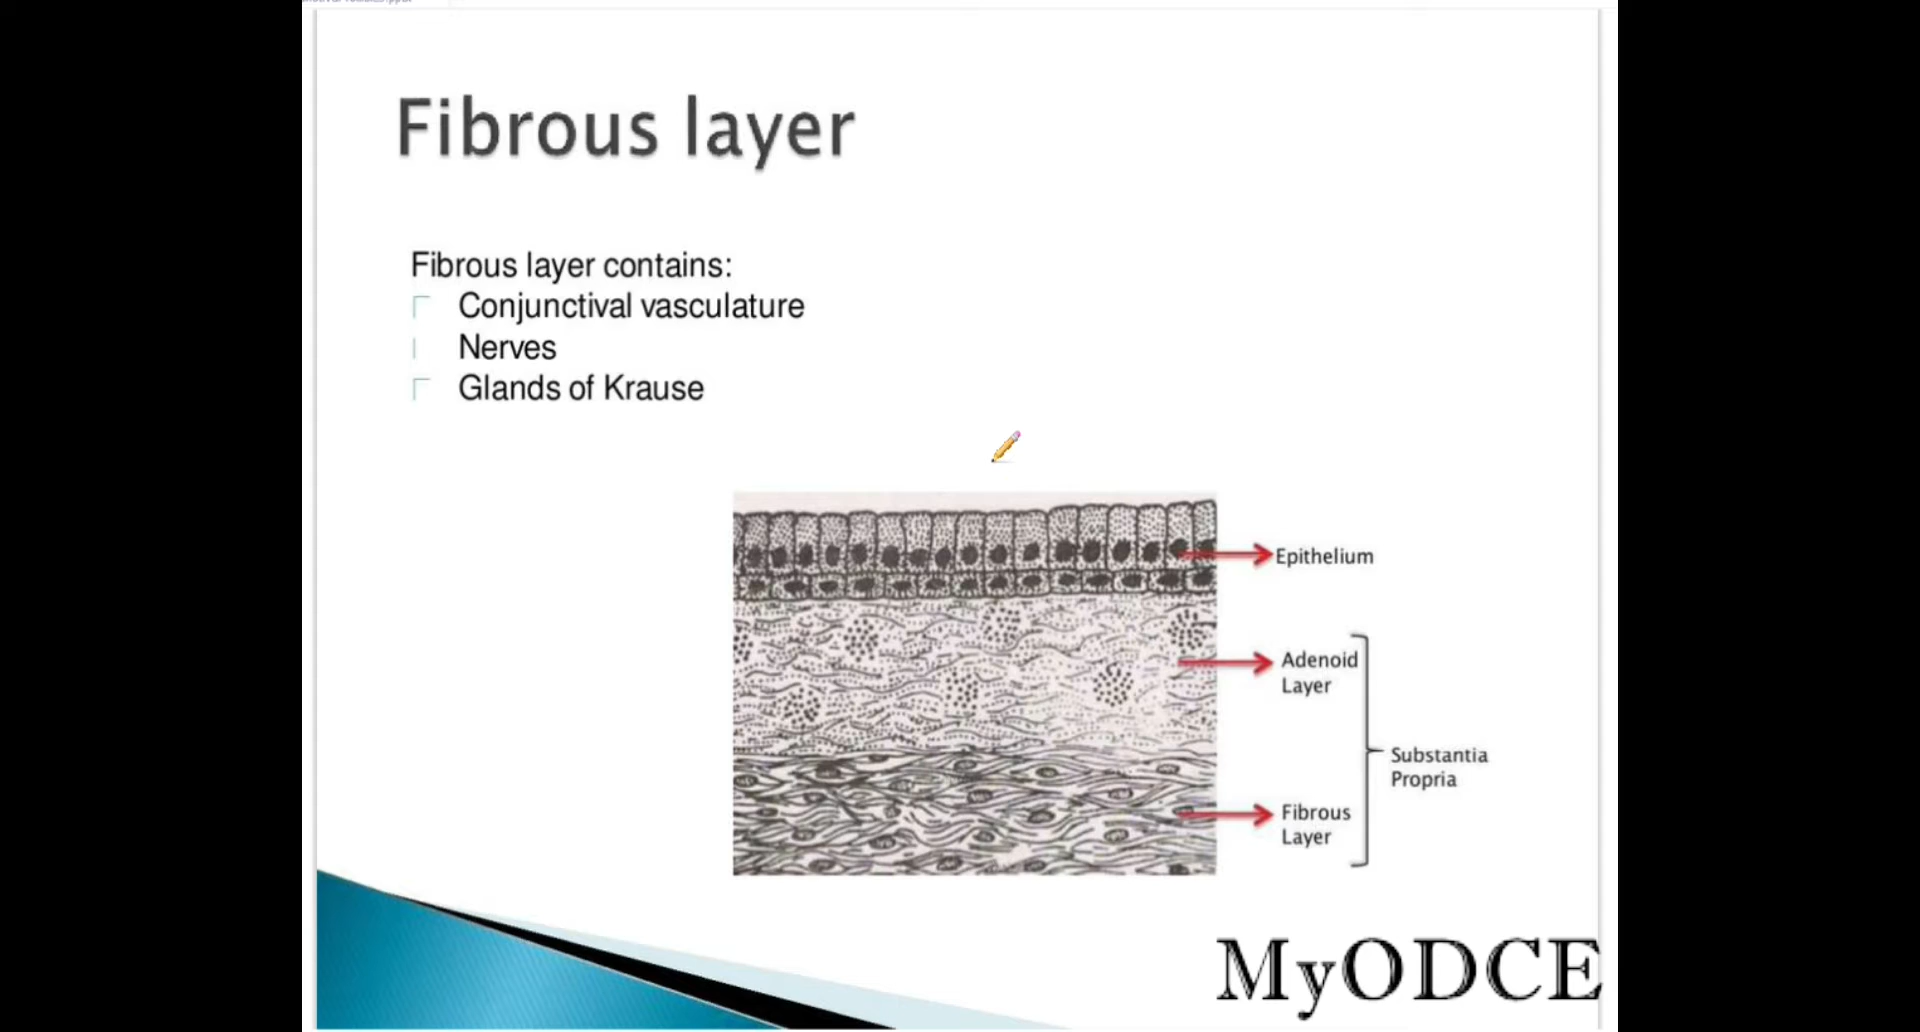 Fibrous layer
Fibrous layer contains:
Conjunctival vasculature
Nerves
Glands of Krause
Epithelium
Adenoid
Layer
Substantia
Propria
Fibrous
Layer
MyODCE